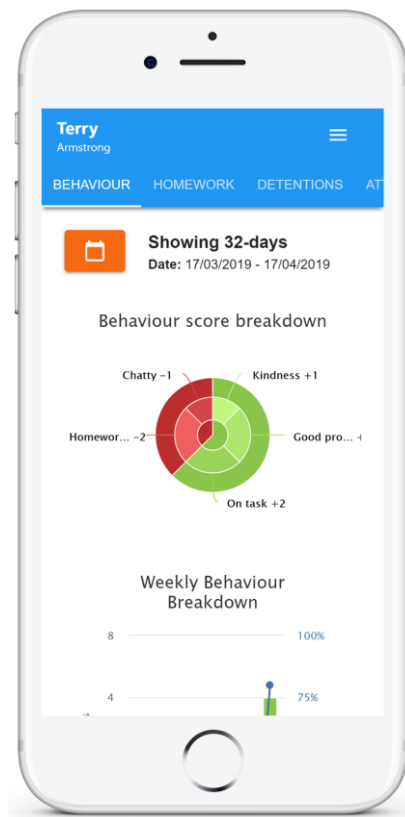 Terry
Armstrong
BEHAVIOUR HOMEWORK DETENTIONS AT
Showing 32-days
Date: 17/03/2019 - 17/04/2019
Behaviour score breakdown
Chatty -1
Kindness +1
Homewor... -2
Good pro... +
On task +2
Weekly Behaviour
Breakdown
8
100%
4
75%